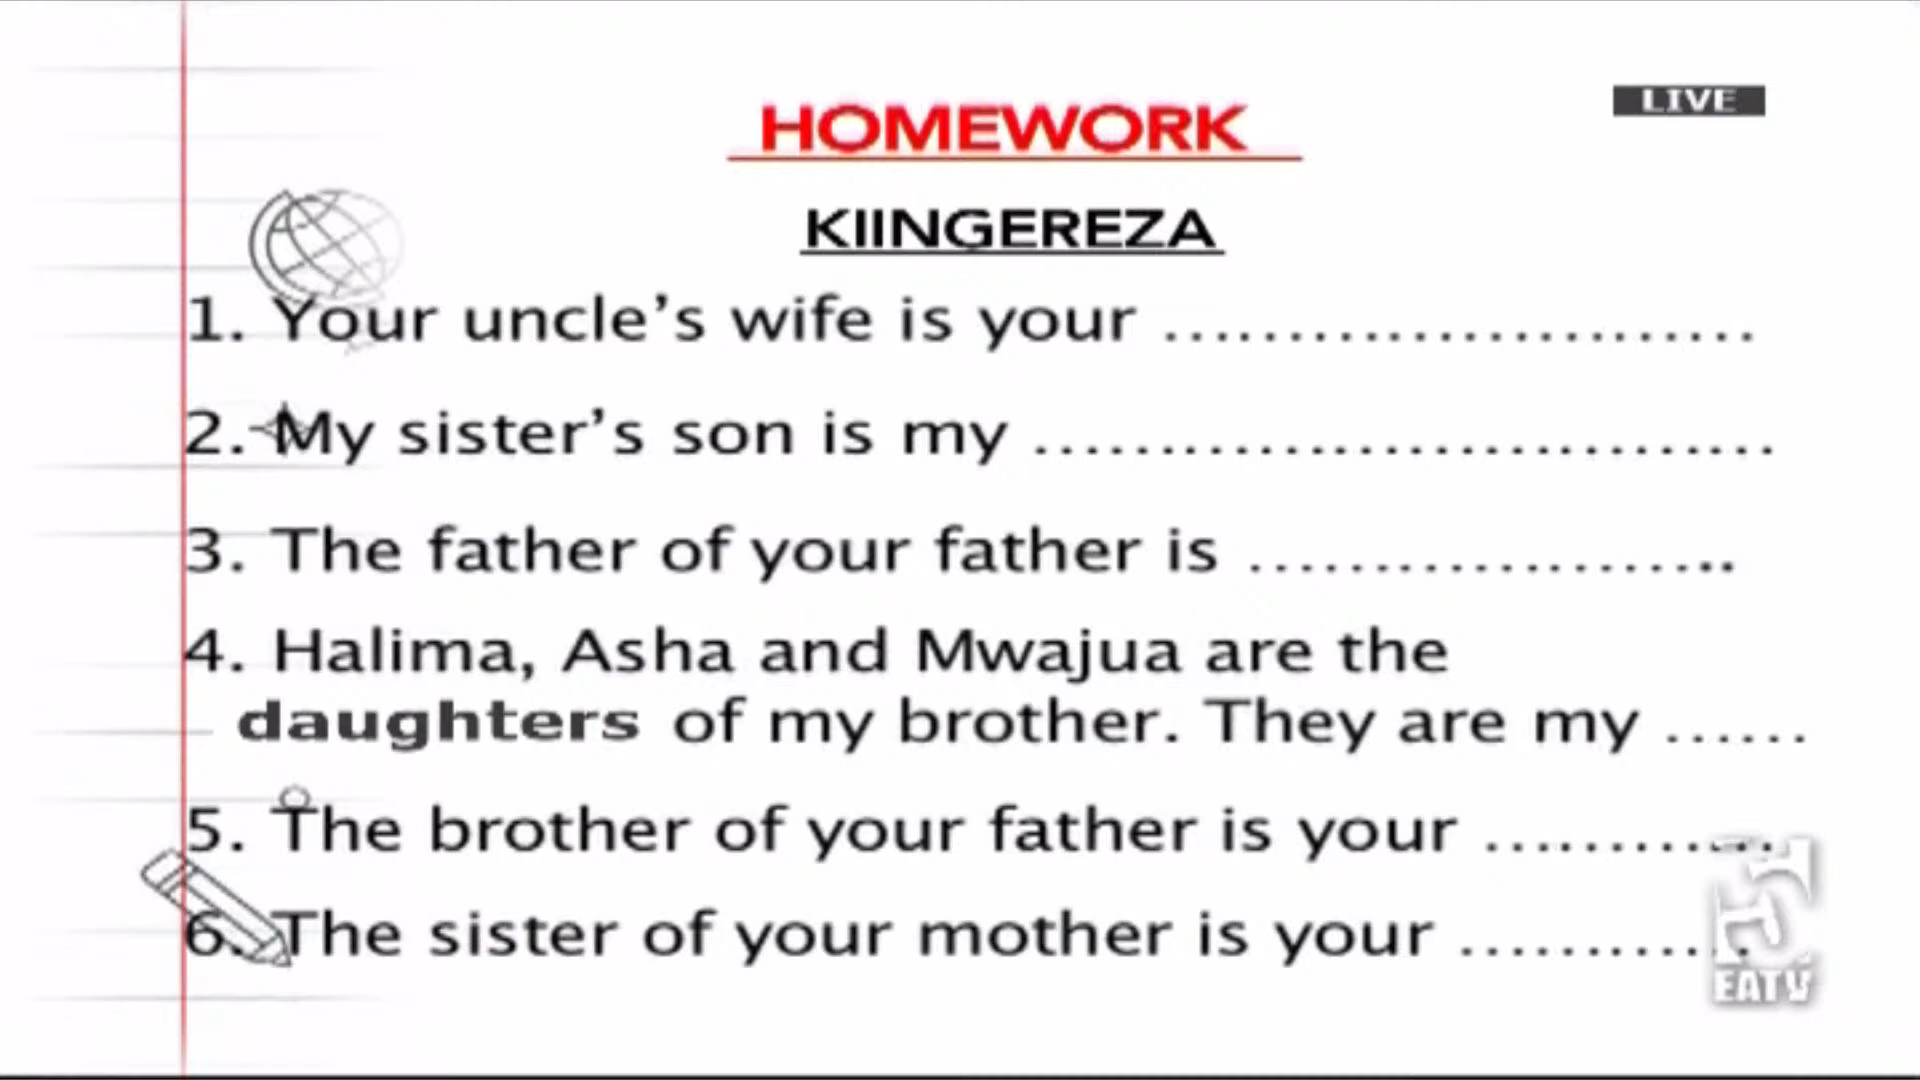 HOMEWORK
LIVE
KIINGEREZA
1. Your uncle’s wife is your ........................
2. My sister’s son is my ..............................
3. The father of your father is ....................
4. Halima, Asha and Mwajua are the
daughters of my brother. They are my ......
5. The brother of your father is your ............
6. The sister of your mother is your ............
EATV